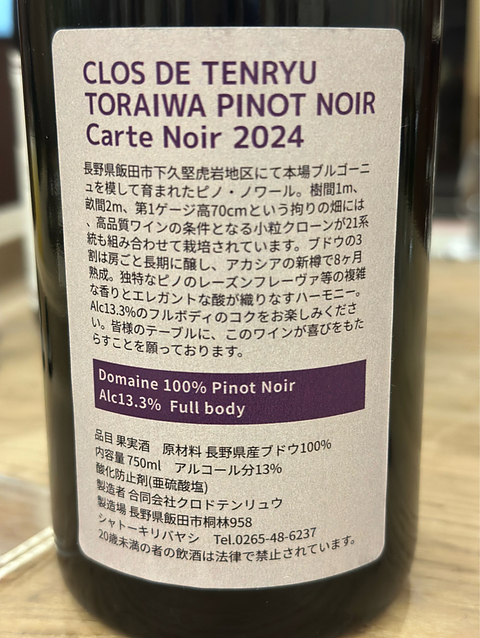 CLOS DE TENRYU
TORAIWA PINOT NOIR
Carte Noir 2024
長野県飯田市下久堅虎岩地区にて本場ブルゴーニ
ュを模して育まれたピノ・ノワール。樹間1m、
畝間2m、第1ゲージ高70cmという拘りの畑には
、高品質ワインの条件となる小粒クローンが21系
統も組み合わせて栽培されています。ブドウの3
割は房ごと長期に醸し、アカシアの新樽で8ヶ月
熟成。独特なピノのレーズンフレーヴァ等の複雑
な香りとエレガントな酸が織りなすハーモニー。
Alc13.3%のフルボディのコクをお楽しみくださ
い。皆様のテーブルに、このワインが喜びをもた
らすことを願っております。
Domaine 100% Pinot Noir
Alc13.3% Full body
品目 果実酒 原材料 長野県産ブドウ100%
内容量 750ml アルコール分13%
酸化防止剤(亜硫酸塩)
製造者 合同会社クロドテンリュウ
製造場 長野県飯田市桐林958
シャトーキリバヤシ Tel.0265-48-6237
20歳未満の者の飲酒は法律で禁止されています。